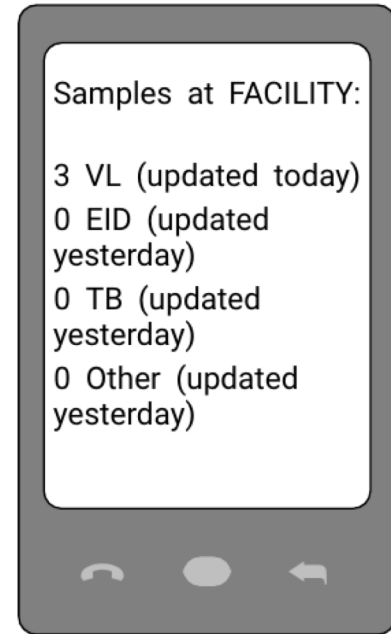 Samples at FACILITY:
3 VL (updated today)
0 EID (updated
yesterday)
0 TB (updated
yesterday)
0 Other (updated
yesterday)